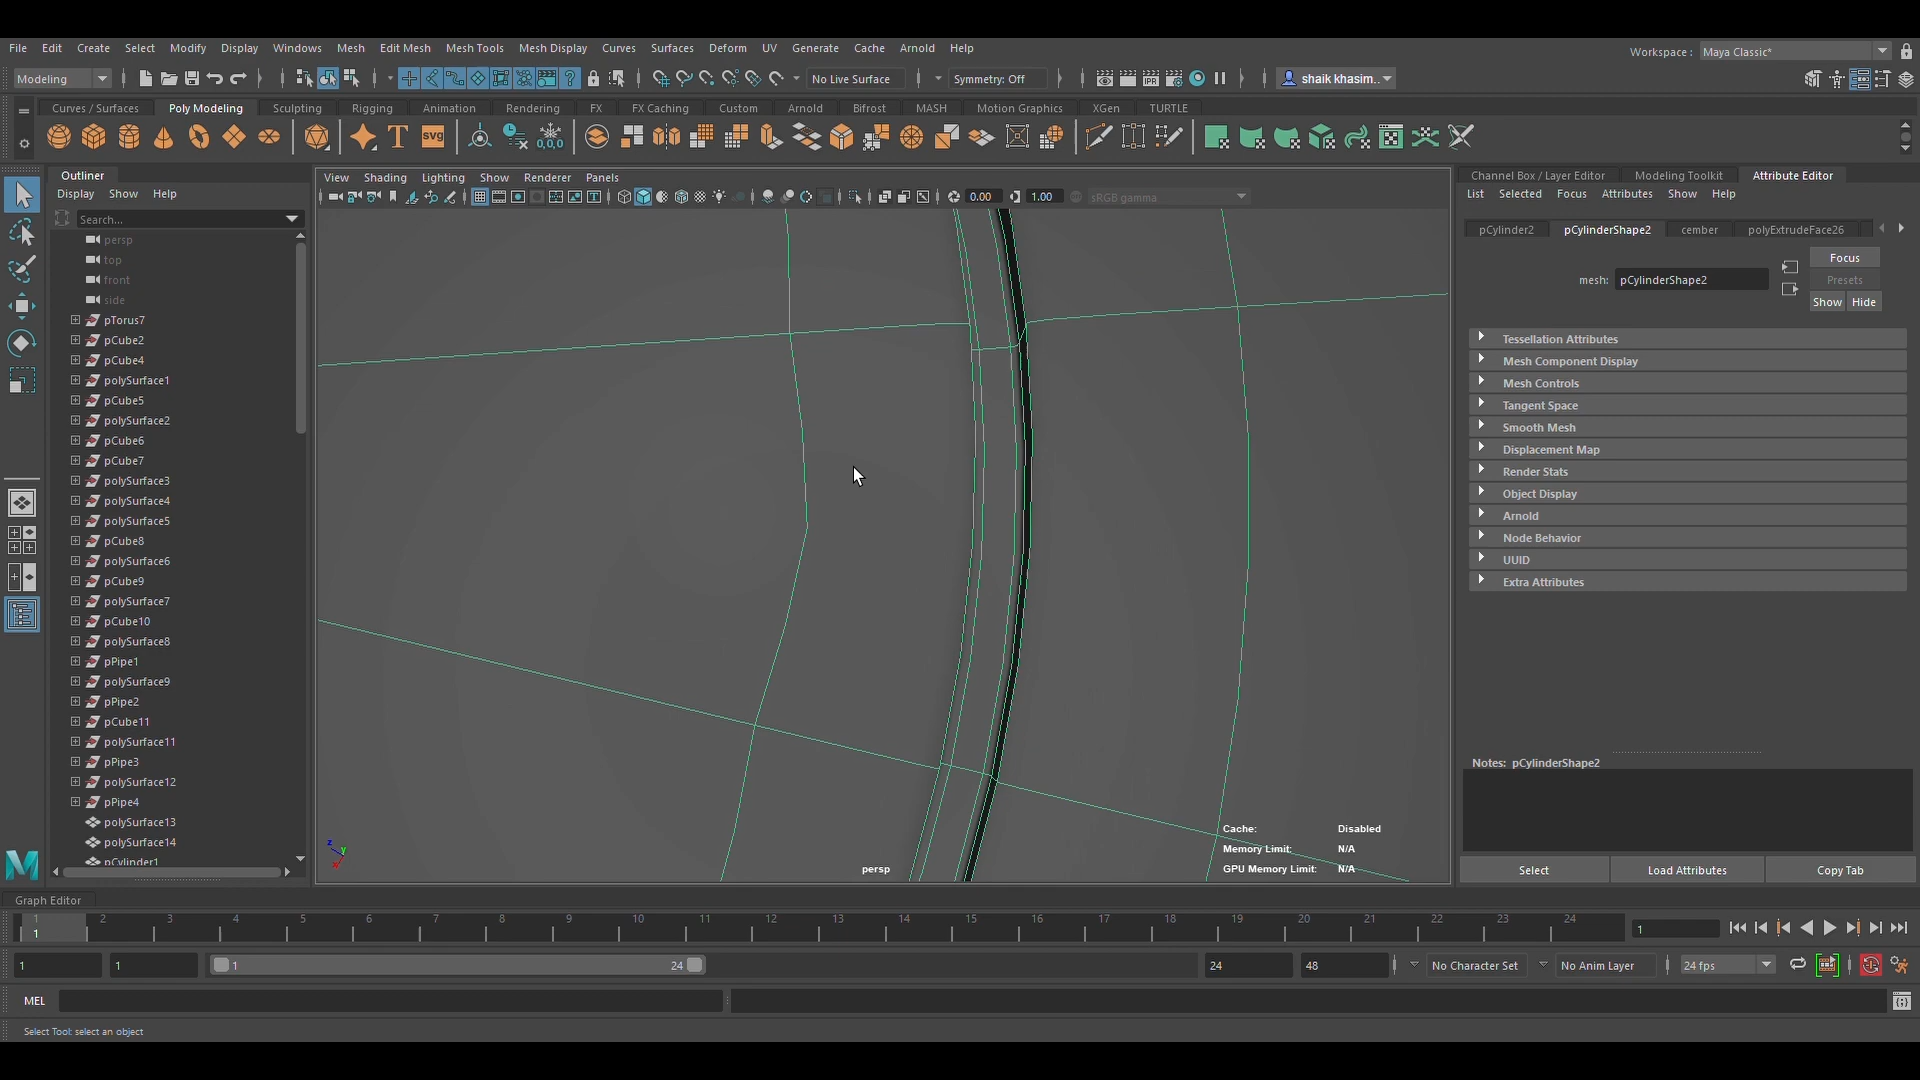 File Edit Create Select Modify Display Windows Mesh Edit Mesh Mesh Tools Mesh Display Curves Surfaces Deform UV Generate Cache Arnold Help
Workspace : Maya Classic*
Modeling No Live Surface Symmetry: Off shaik khasim..
Curves / Surfaces Poly Modeling Sculpting Rigging Animation Rendering FX FX Caching Custom Arnold Bifrost MASH Motion Graphics XGen TURTLE
T svg 0,0,0
Outliner
Display Show Help
Search...
persp
top
front
side
pTorus7
pCube2
pCube4
polySurface1
pCube5
polySurface2
pCube6
pCube7
polySurface3
polySurface4
polySurface5
pCube8
polySurface6
pCube9
polySurface7
pCube10
polySurface8
pPipe1
polySurface9
pPipe2
pCube11
polySurface11
pPipe3
polySurface12
pPipe4
polySurface13
polySurface14
pCylinder1
View Shading Lighting Show Renderer Panels
0.00 1.00 sRGB gamma
z y x
persp
Cache: Disabled
Memory Limit: N/A
GPU Memory Limit: N/A
Channel Box / Layer Editor Modeling Toolkit Attribute Editor
List Selected Focus Attributes Show Help
pCylinder2 pCylinderShape2 cember polyExtrudeFace26
mesh: pCylinderShape2
Focus
Presets
Show Hide
Tessellation Attributes
Mesh Component Display
Mesh Controls
Tangent Space
Smooth Mesh
Displacement Map
Render Stats
Object Display
Arnold
Node Behavior
UUID
Extra Attributes
Notes: pCylinderShape2
Select Load Attributes Copy Tab
Graph Editor
1 2 3 4 5 6 7 8 9 10 11 12 13 14 15 16 17 18 19 20 21 22 23 24
1 1
1 1 1 24 24 48 No Character Set No Anim Layer 24 fps
MEL
Select Tool: select an object